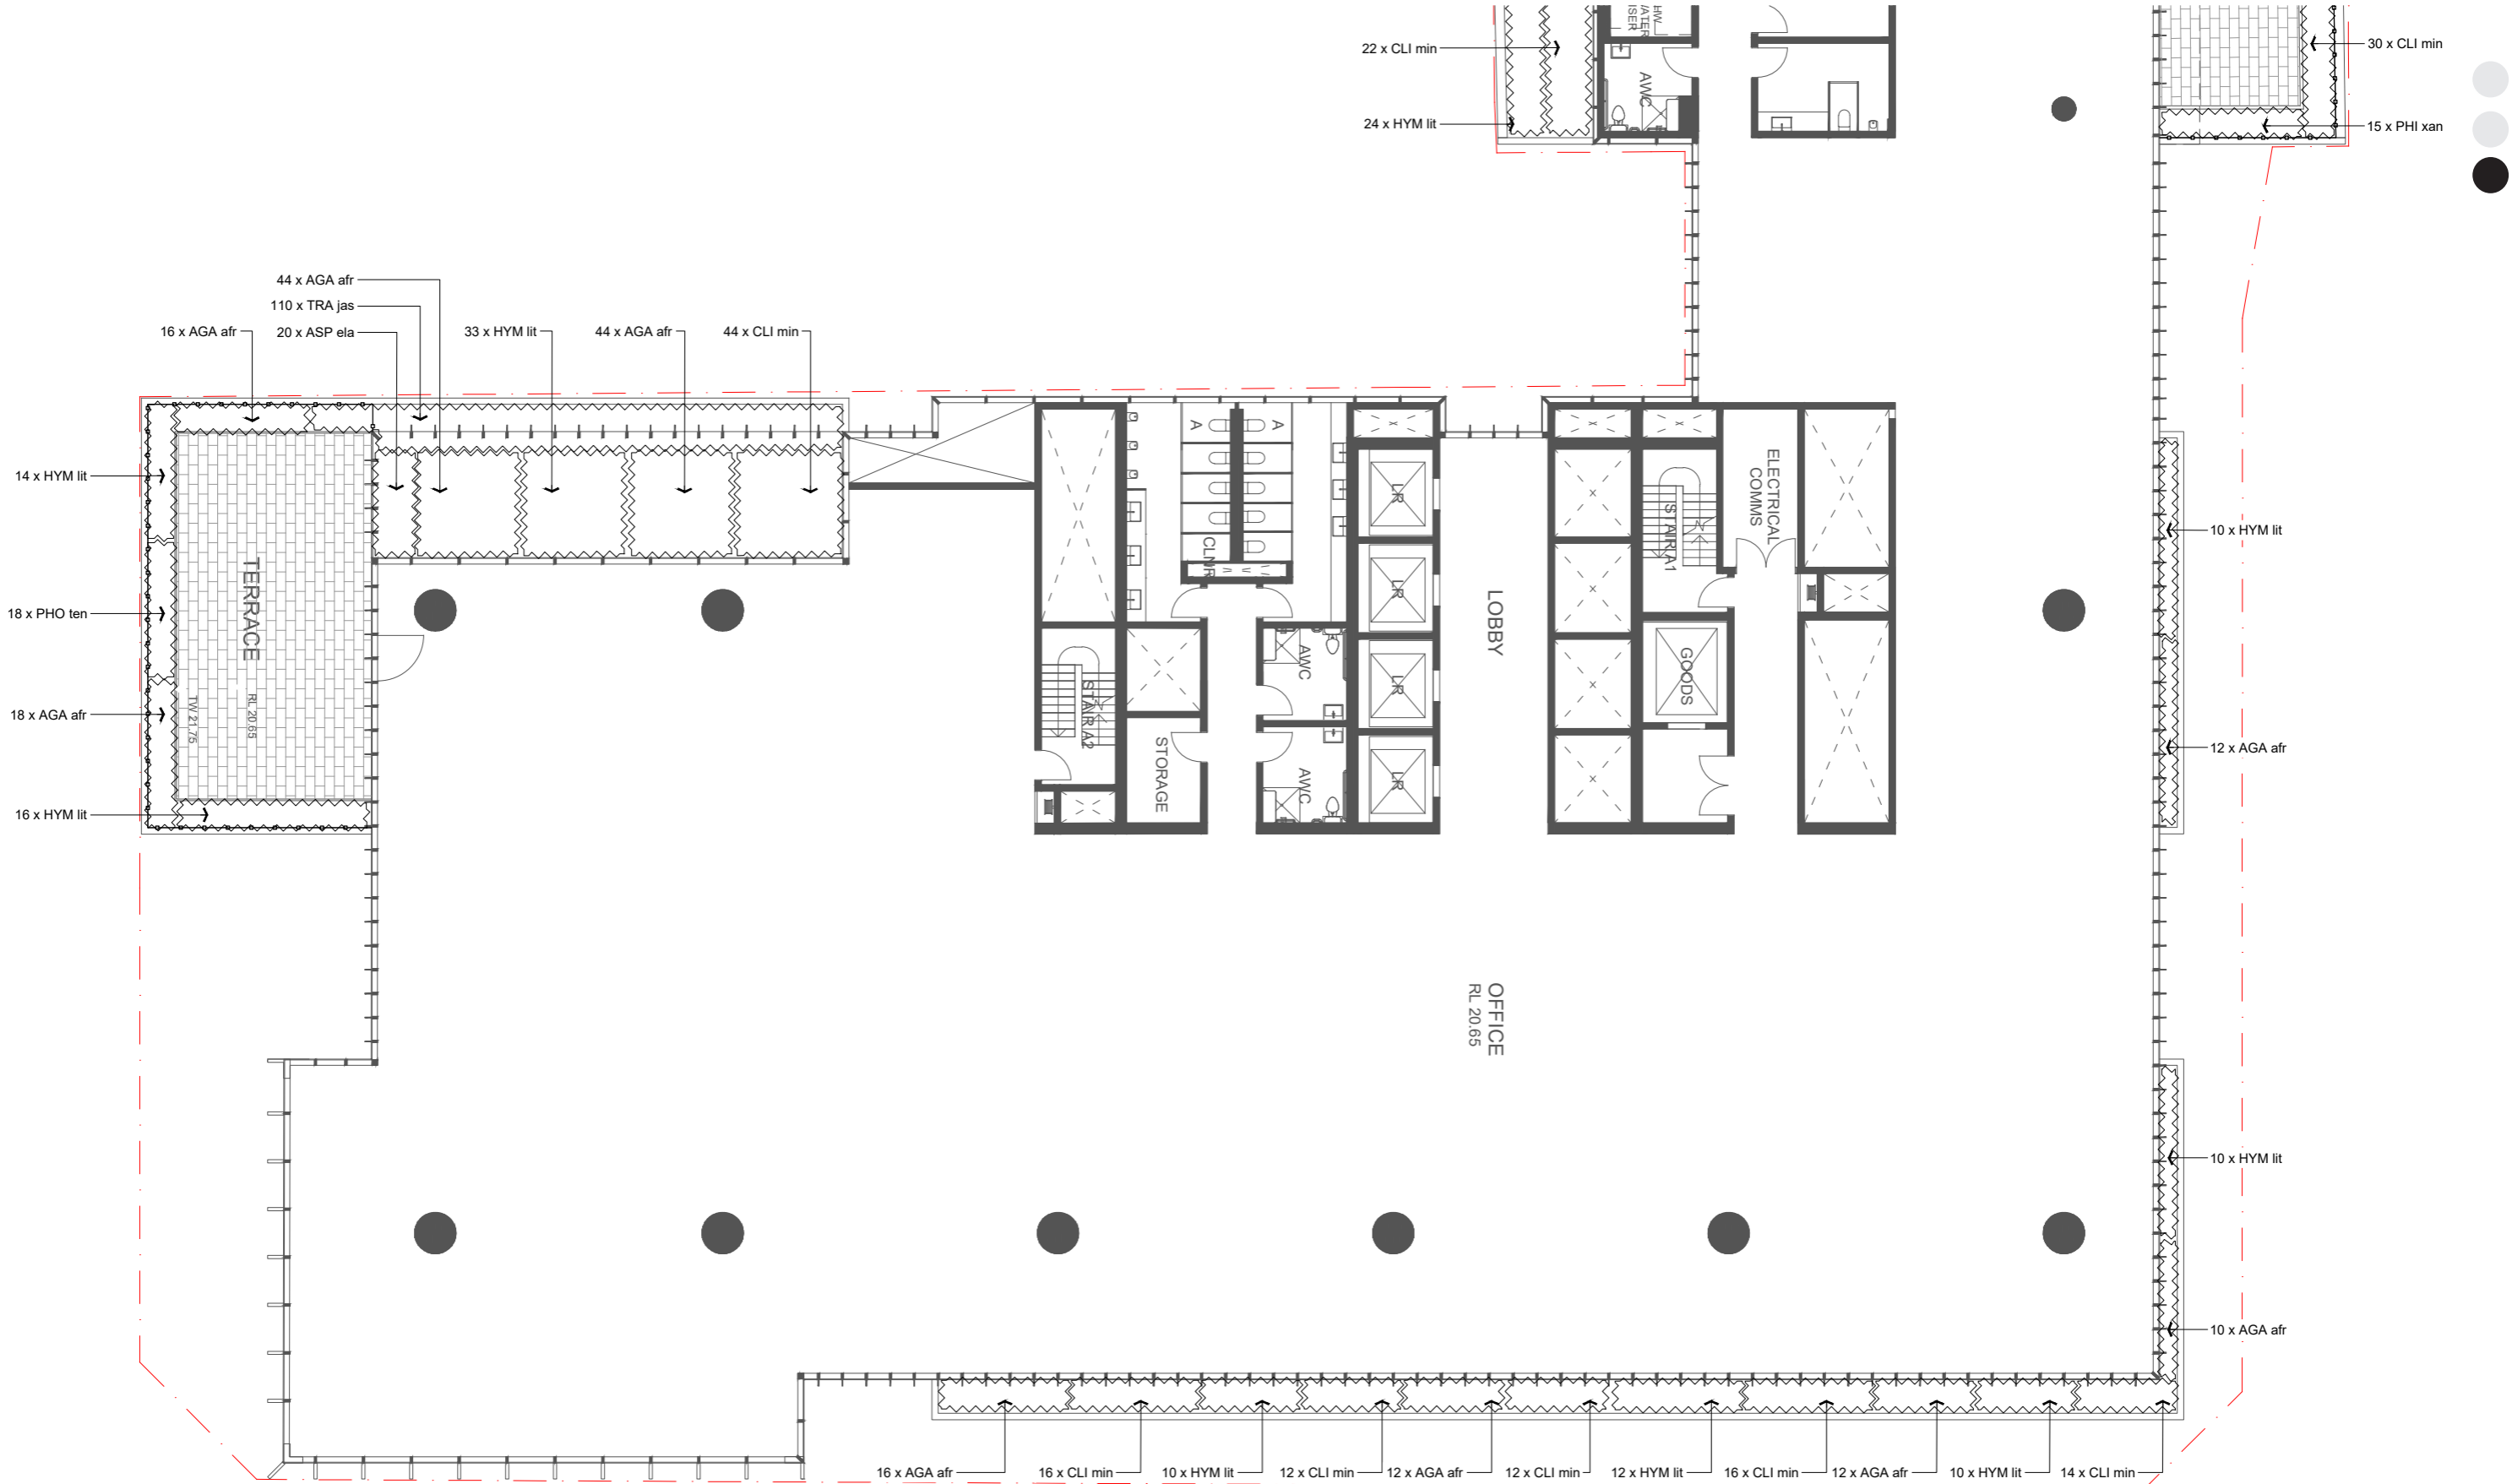 HW
WATER
RISER
22 x CLI min
30 x CLI min
AWC
24 x HYM lit
15 x PHI xan
44 x AGA afr
110 x TRA jas
16 x AGA afr
20 x ASP ela
33 x HYM lit
44 x AGA afr
44 x CLI min
A
A
14 x HYM lit
LR
ELECTRICAL
COMMS
STAIR A1
10 x HYM lit
CLNR
TERRACE
LR
LOBBY
18 x PHO ten
AWC
LR
GOODS
RL 20.65
TW 21.75
18 x AGA afr
STAIR A2
STORAGE
AWC
LR
12 x AGA afr
16 x HYM lit
OFFICE
RL 20.65
10 x HYM lit
10 x AGA afr
16 x AGA afr
16 x CLI min
10 x HYM lit
12 x CLI min
12 x AGA afr
12 x CLI min
12 x HYM lit
16 x CLI min
12 x AGA afr
10 x HYM lit
14 x CLI min